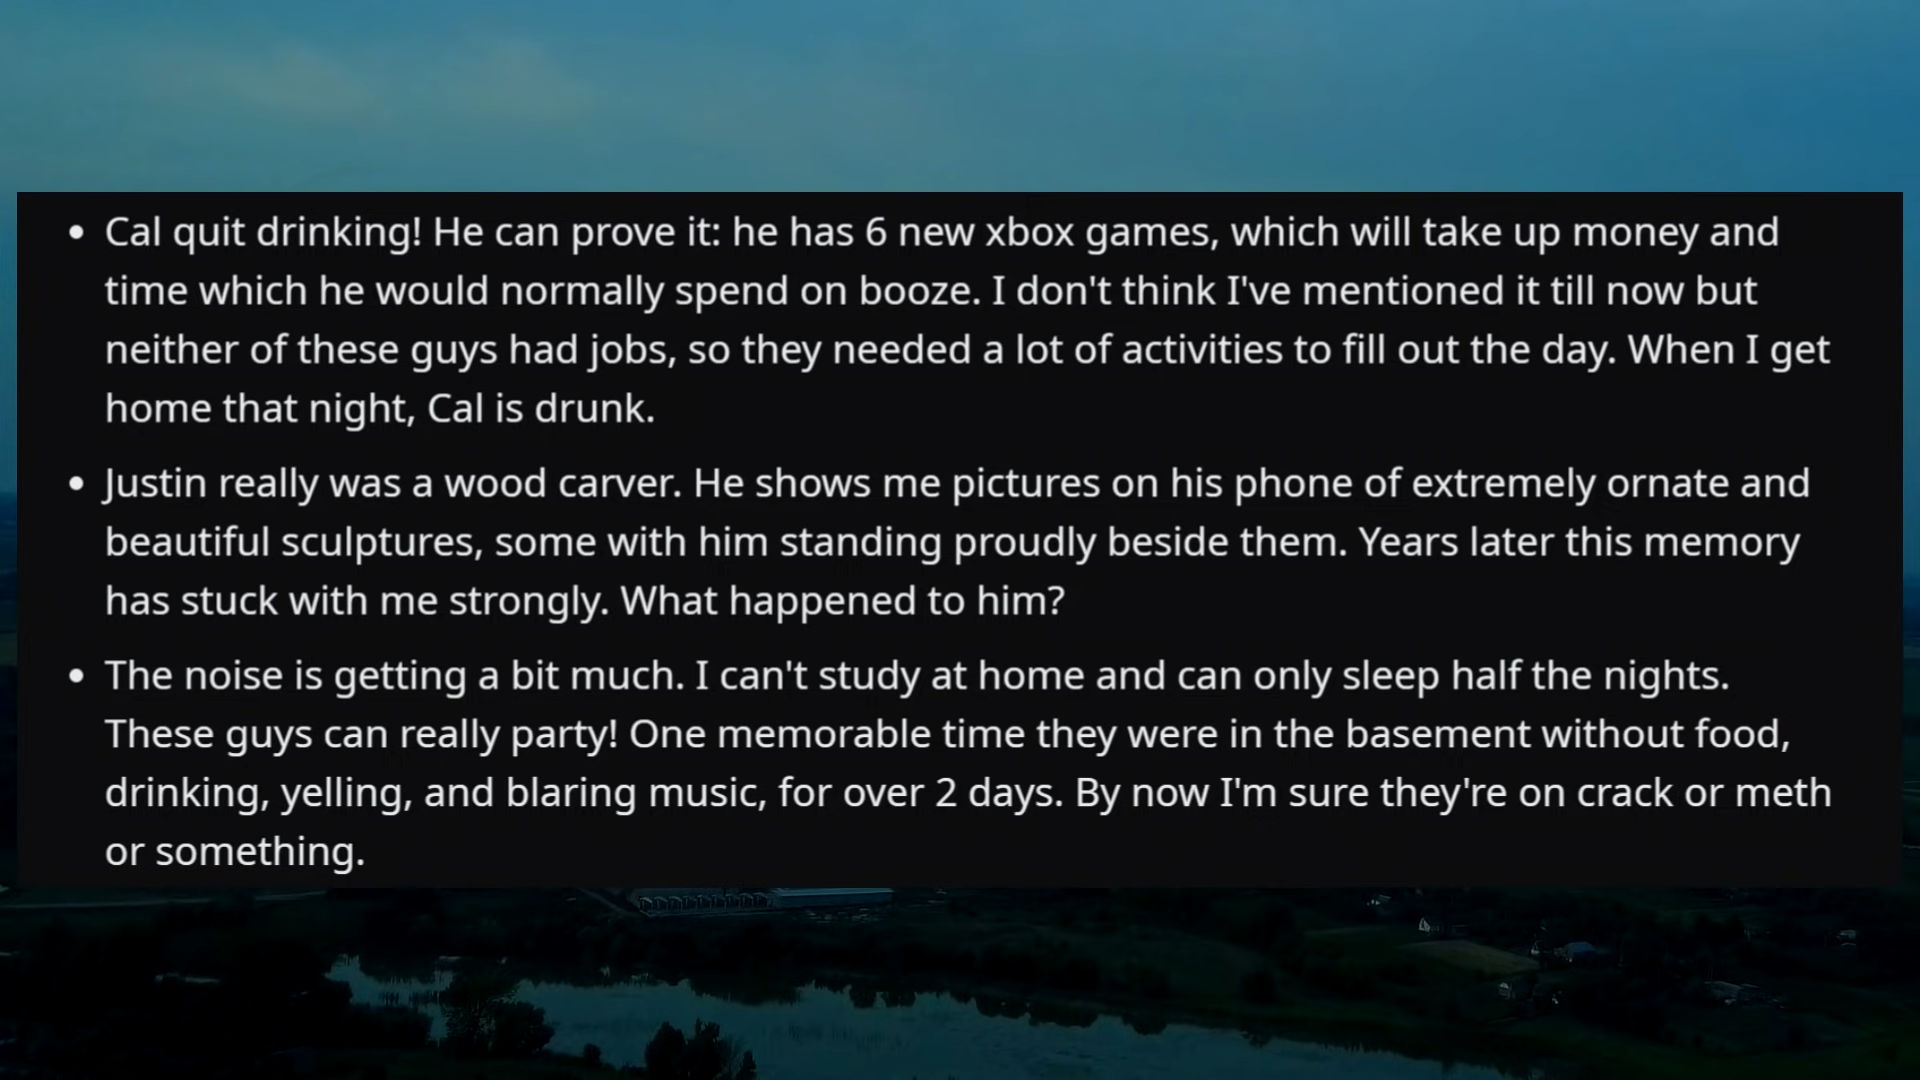 • Cal quit drinking! He can prove it: he has 6 new xbox games, which will take up money and
time which he would normally spend on booze. I don't think I've mentioned it till now but
neither of these guys had jobs, so they needed a lot of activities to fill out the day. When I get
home that night, Cal is drunk.
• Justin really was a wood carver. He shows me pictures on his phone of extremely ornate and
beautiful sculptures, some with him standing proudly beside them. Years later this memory
has stuck with me strongly. What happened to him?
• The noise is getting a bit much. I can't study at home and can only sleep half the nights.
These guys can really party! One memorable time they were in the basement without food,
drinking, yelling, and blaring music, for over 2 days. By now I'm sure they're on crack or meth
or something.